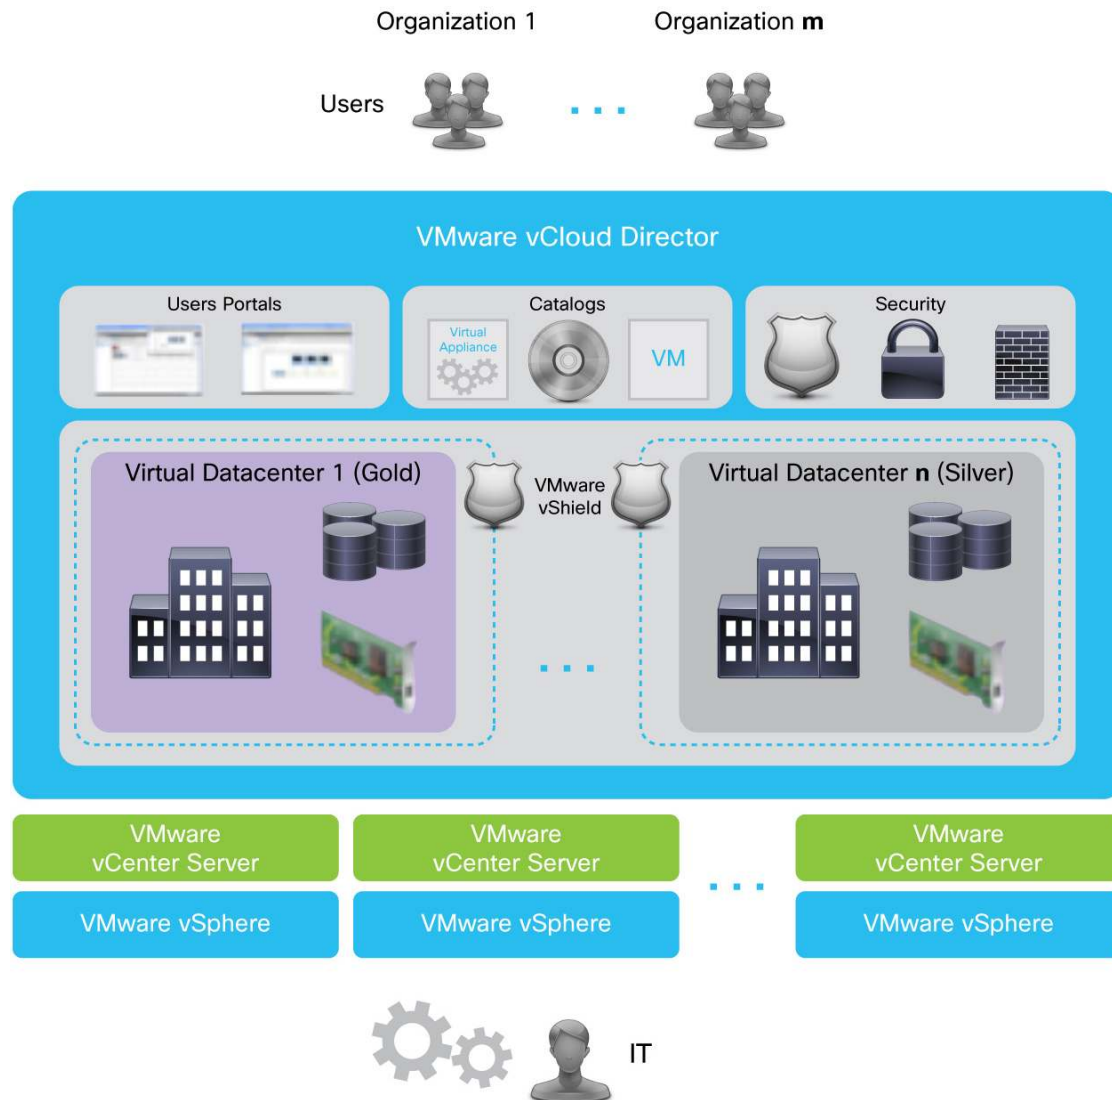 Organization 1
Organization m
Users
VMware vCloud Director
Users Portals
Catalogs
Security
Virtual
Appliance
VM
Virtual Datacenter 1 (Gold)
VMware
vShield
Virtual Datacenter n (Silver)
VMware
vCenter Server
VMware
vCenter Server
VMware
vCenter Server
VMware vSphere
VMware vSphere
VMware vSphere
IT